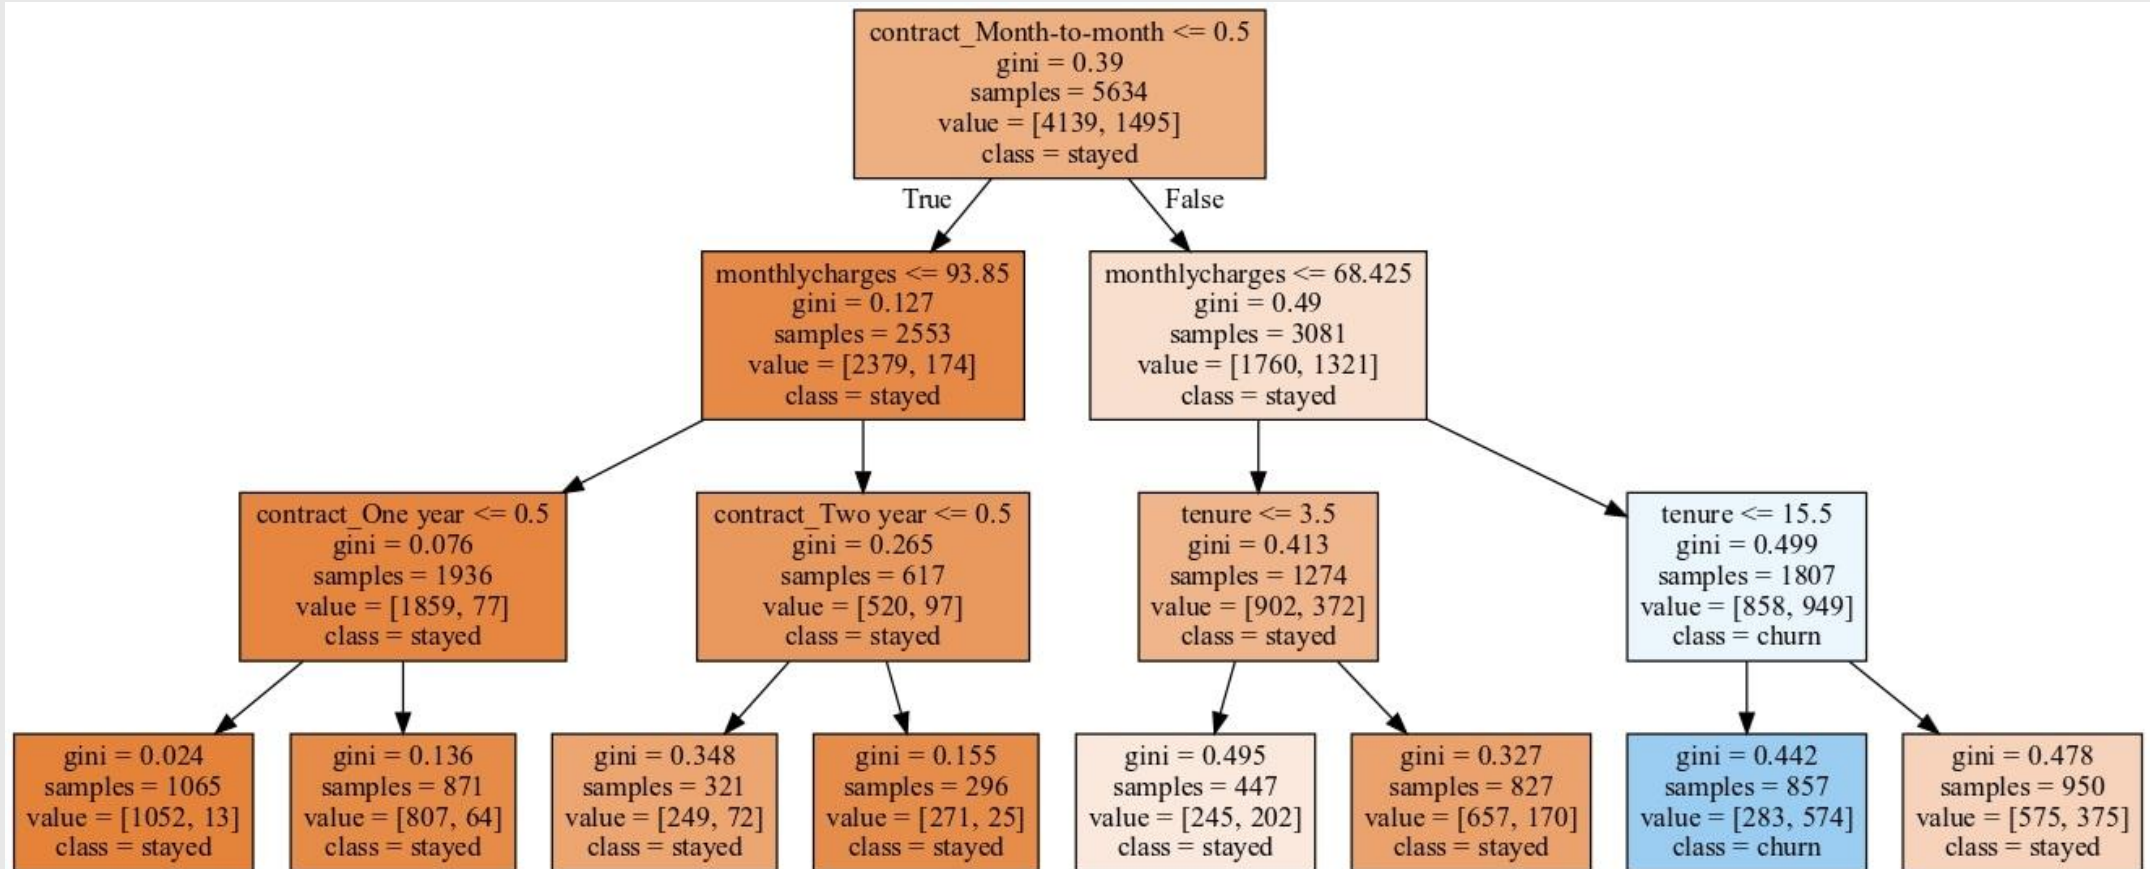 contract_Month-to-month <= 0.5
gini = 0.39
samples = 5634
value = [4139, 1495]
class = stayed
True
False
monthlycharges <= 93.85
gini = 0.127
samples = 2553
value = [2379, 174]
class = stayed
monthlycharges <= 68.425
gini = 0.49
samples = 3081
value = [1760, 1321]
class = stayed
contract_One year <= 0.5
gini = 0.076
samples = 1936
value = [1859, 77]
class = stayed
contract_Two year <= 0.5
gini = 0.265
samples = 617
value = [520, 97]
class = stayed
tenure <= 3.5
gini = 0.413
samples = 1274
value = [902, 372]
class = stayed
tenure <= 15.5
gini = 0.499
samples = 1807
value = [858, 949]
class = churn
gini = 0.024
samples = 1065
value = [1052, 13]
class = stayed
gini = 0.136
samples = 871
value = [807, 64]
class = stayed
gini = 0.348
samples = 321
value = [249, 72]
class = stayed
gini = 0.155
samples = 296
value = [271, 25]
class = stayed
gini = 0.495
samples = 447
value = [245, 202]
class = stayed
gini = 0.327
samples = 827
value = [657, 170]
class = stayed
gini = 0.442
samples = 857
value = [283, 574]
class = churn
gini = 0.478
samples = 950
value = [575, 375]
class = stayed